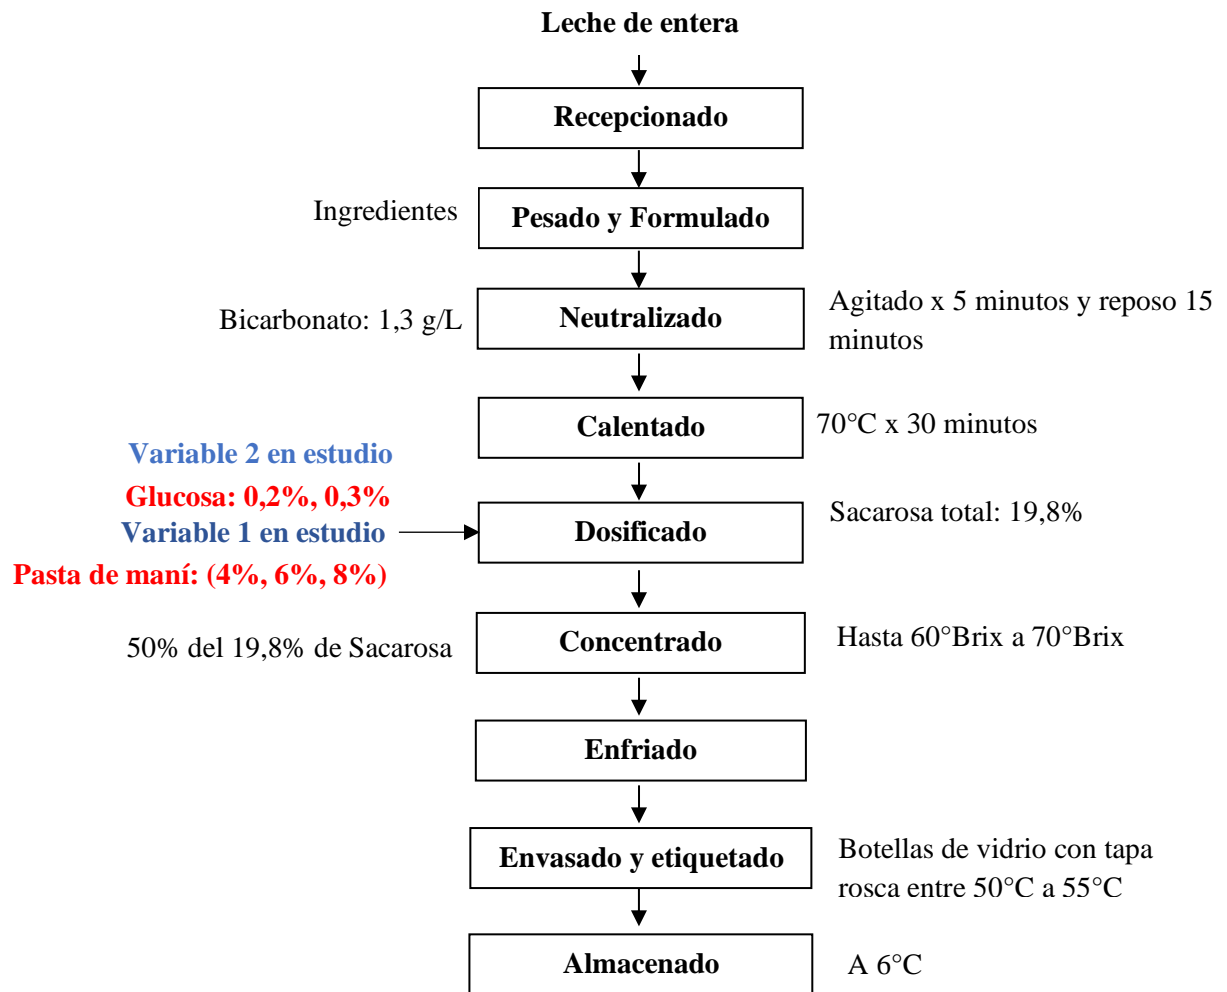 Leche de entera
Recepcionado
Ingredientes
Pesado y Formulado
Bicarbonato: 1,3 g/L
Neutralizado
Agitado x 5 minutos y reposo 15
minutos
Calentado
70°C x 30 minutos
Variable 2 en estudio
Glucosa: 0,2%, 0,3%
Variable 1 en estudio
Pasta de maní: (4%, 6%, 8%)
Dosificado
Sacarosa total: 19,8%
50% del 19,8% de Sacarosa
Concentrado
Hasta 60°Brix a 70°Brix
Enfriado
Envasado y etiquetado
Botellas de vidrio con tapa
rosca entre 50°C a 55°C
Almacenado
A 6°C